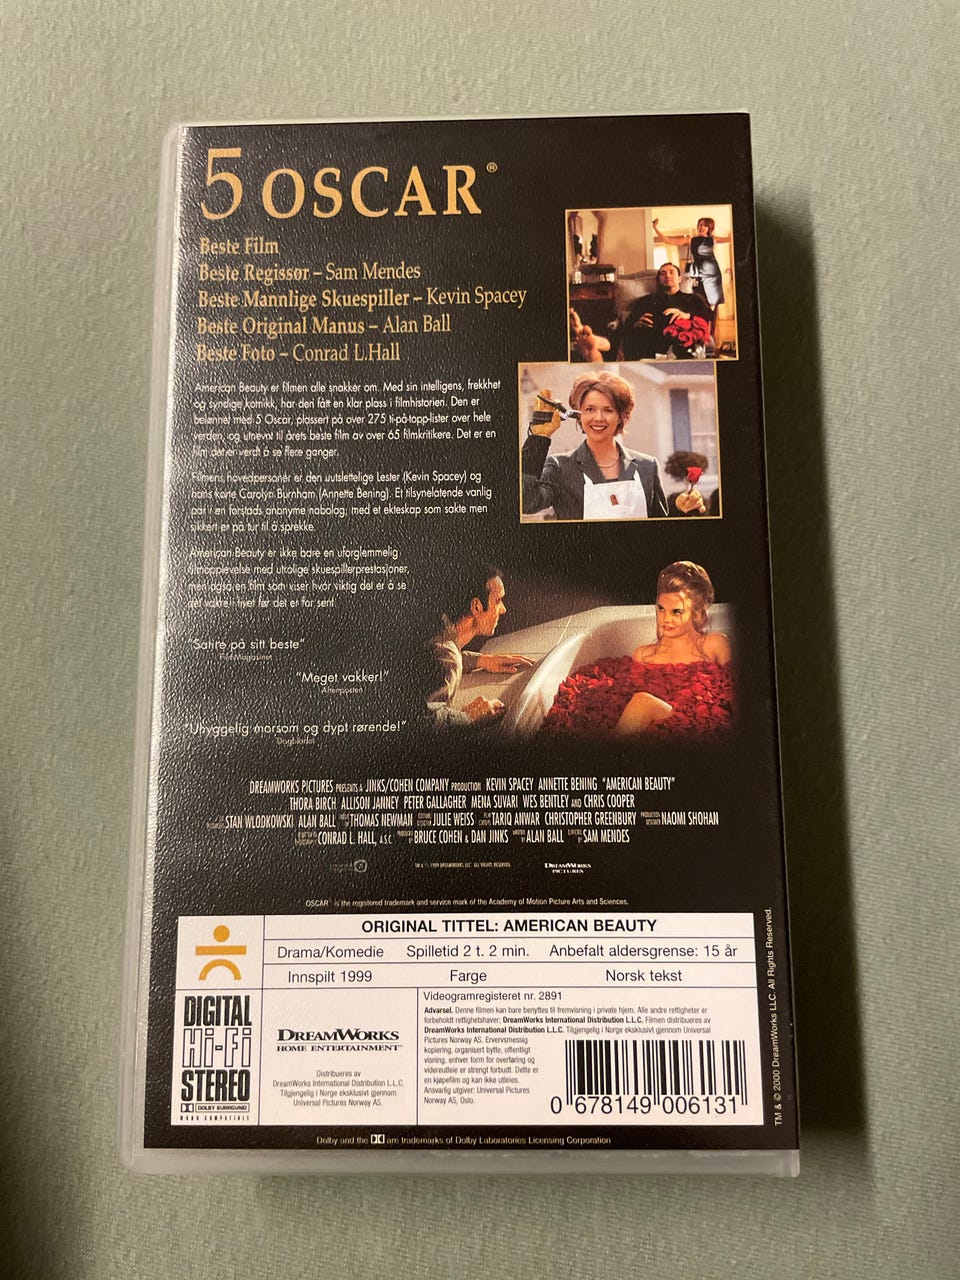 5 OSCAR®
Beste Film
Beste Regissør – Sam Mendes
Beste Mannlige Skuespiller – Kevin Spacey
Beste Original Manus – Alan Ball
Beste Foto – Conrad L.Hall
American Beauty er filmen alle snakker om. Med sin intelligens, frekkhet
og syndige komikk, har den fått en klar plass i filmhistorien. Den er
belønnet med 5 Oscar, plassert på over 275 ti-på-topp-lister over hele
verden, og utnevnt til årets beste film av over 65 filmkritikere. Det er en
film det er verdt å se flere ganger.
Filmens hovedpersoner er den uutslettelige Lester (Kevin Spacey) og
hans kone Carolyn Burnham (Annette Bening). Et tilsynelatende vanlig
par i en forstads anonyme nabolag; med et ekteskap som sakte men
sikkert er på tur til å sprekke.
American Beauty er ikke bare en uforglemmelig
filmopplevelse med utrolige skuespillerprestasjoner,
men også en film som viser hvor viktig det er å se
det vakre i livet før det er for sent.
"Satire på sitt beste"
Film Magasinet
"Meget vakker!"
Aftenposten
"Uhyggelig morsom og dypt rørende!"
Dagbladet
DREAMWORKS PICTURES PRESENTS A JINKS/COHEN COMPANY PRODUCTION KEVIN SPACEY ANNETTE BENING "AMERICAN BEAUTY"
THORA BIRCH ALLISON JANNEY PETER GALLAGHER MENA SUVARI WES BENTLEY AND CHRIS COOPER
STAN WLODKOWSKI ALAN BALL THOMAS NEWMAN JULIE WEISS TARIQ ANWAR CHRISTOPHER GREENBURY PRODUCTION DESIGNER NAOMI SHOHAN
CONRAD L. HALL, A.S.C. BRUCE COHEN & DAN JINKS ALAN BALL SAM MENDES
TM & © 1999 DREAMWORKS LLC ALL RIGHTS RESERVED.
DREAMWORKS
PICTURES
OSCAR® is the registered trademark and service mark of the Academy of Motion Picture Arts and Sciences.
ORIGINAL TITTEL: AMERICAN BEAUTY
Drama/Komedie Spilletid 2 t. 2 min. Anbefalt aldersgrense: 15 år
Innspilt 1999 Farge Norsk tekst
DIGITAL
Hi-Fi
STEREO
DOLBY SURROUND
MONO COMPATIBLE
DREAMWORKS
HOME ENTERTAINMENT™
Distribueres av
DreamWorks International Distribution L.L.C.
Tilgjengelig i Norge eksklusivt gjennom
Universal Pictures Norway AS.
Videogramregisteret nr. 2891
Advarsel. Denne filmen kan bare benyttes til fremvisning i private hjem. Alle andre rettigheter er
forbeholdt rettighetshaver; DreamWorks International Distribution L.L.C. Filmen distribueres av
DreamWorks International Distribution L.L.C. Tilgjengelig i Norge eksklusivt gjennom Universal
Pictures Norway AS. Ervervsmessig
kopiering, organisert bytte, offentligt
visning, enhver form for overføring og
videreutleie er strengt forbudt. Dette er
en kjøpefilm og kan ikke utleies.
Ansvarlig utgiver: Universal Pictures
Norway AS, Oslo.
0 678149 006131
TM & © 2000 DreamWorks LLC. All Rights Reserved.
Dolby and the DD are trademarks of Dolby Laboratories Licensing Corporation